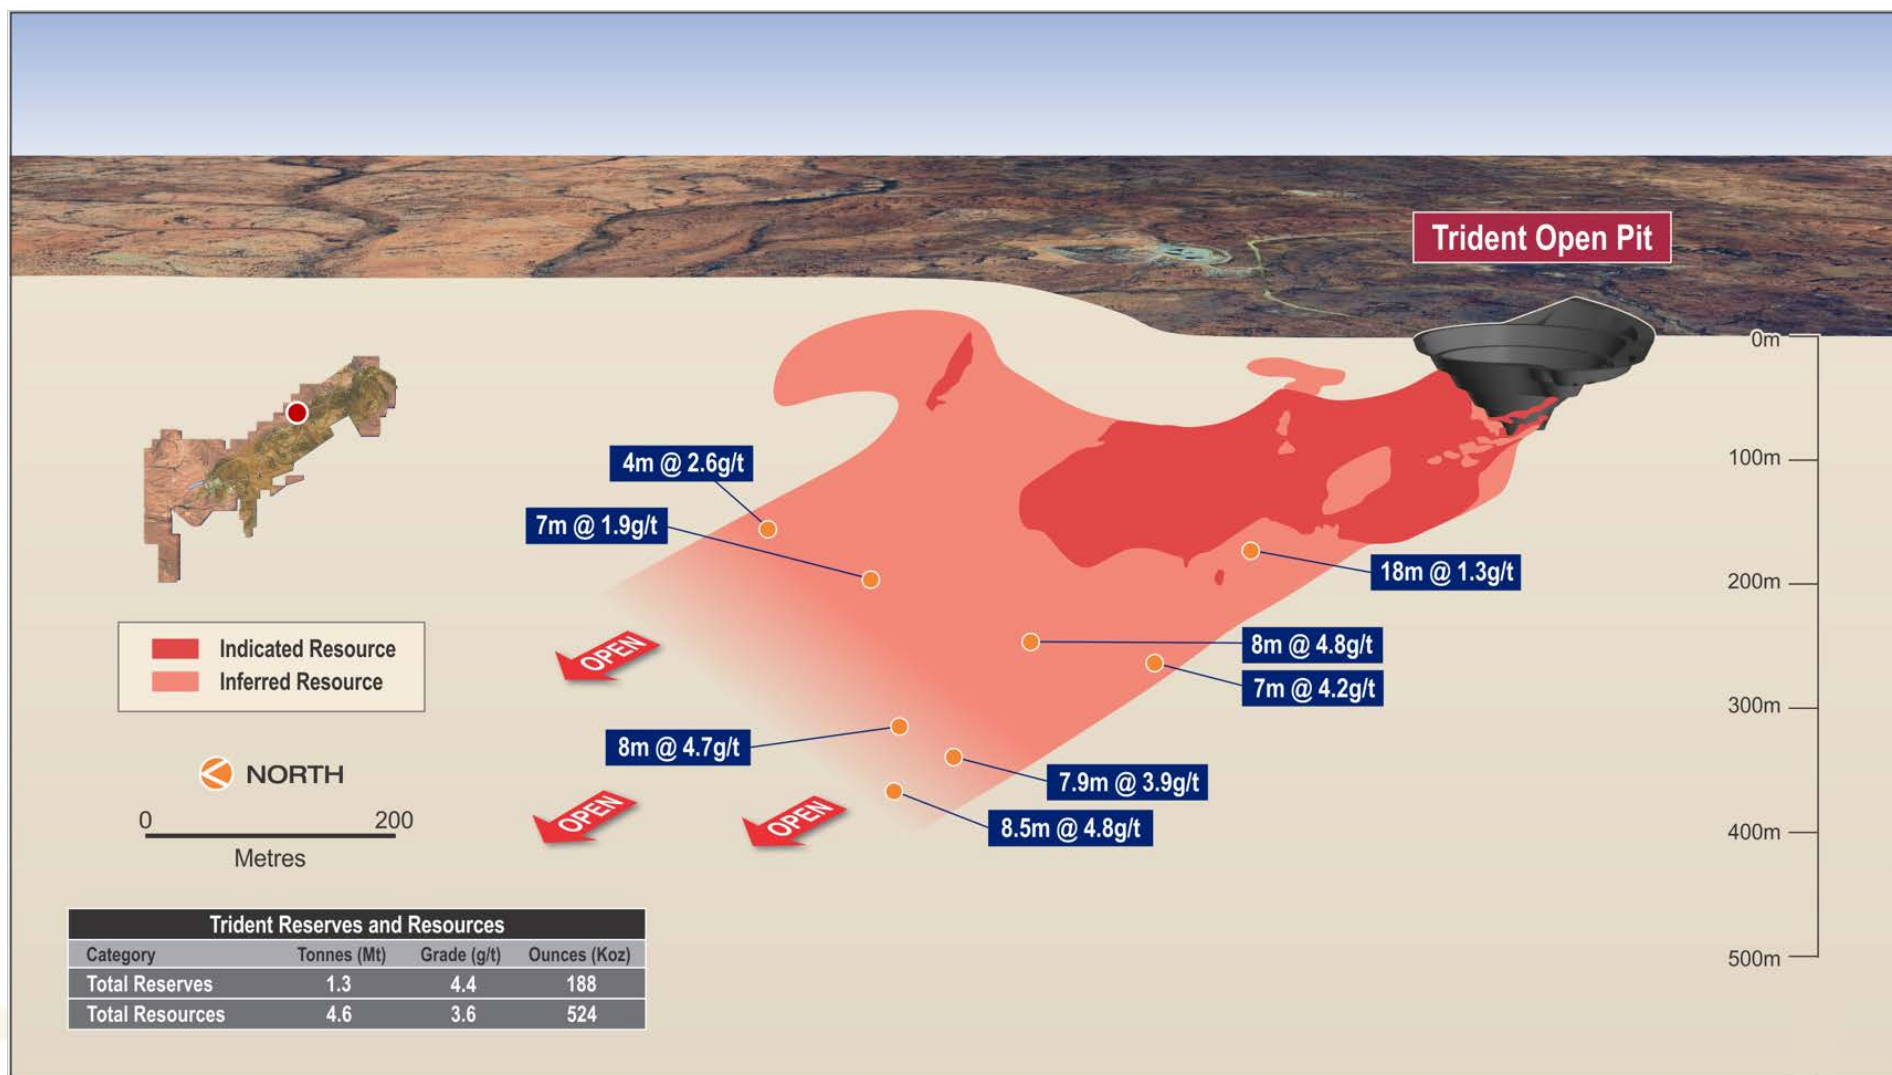 Trident Open Pit
0m
100m
200m
300m
400m
500m
4m @ 2.6g/t
7m @ 1.9g/t
18m @ 1.3g/t
8m @ 4.8g/t
7m @ 4.2g/t
8m @ 4.7g/t
7.9m @ 3.9g/t
8.5m @ 4.8g/t
OPEN
OPEN
OPEN
Indicated Resource
Inferred Resource
NORTH
0 200
Metres
Trident Reserves and Resources
Category Tonnes (Mt) Grade (g/t) Ounces (Koz)
Total Reserves 1.3 4.4 188
Total Resources 4.6 3.6 524